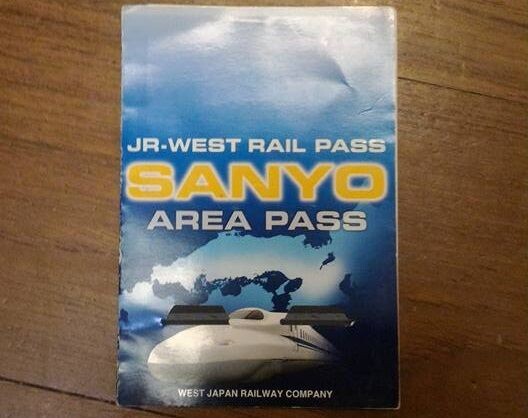 JR-WEST RAIL PASS
SANYO
AREA PASS
WEST JAPAN RAILWAY COMPANY